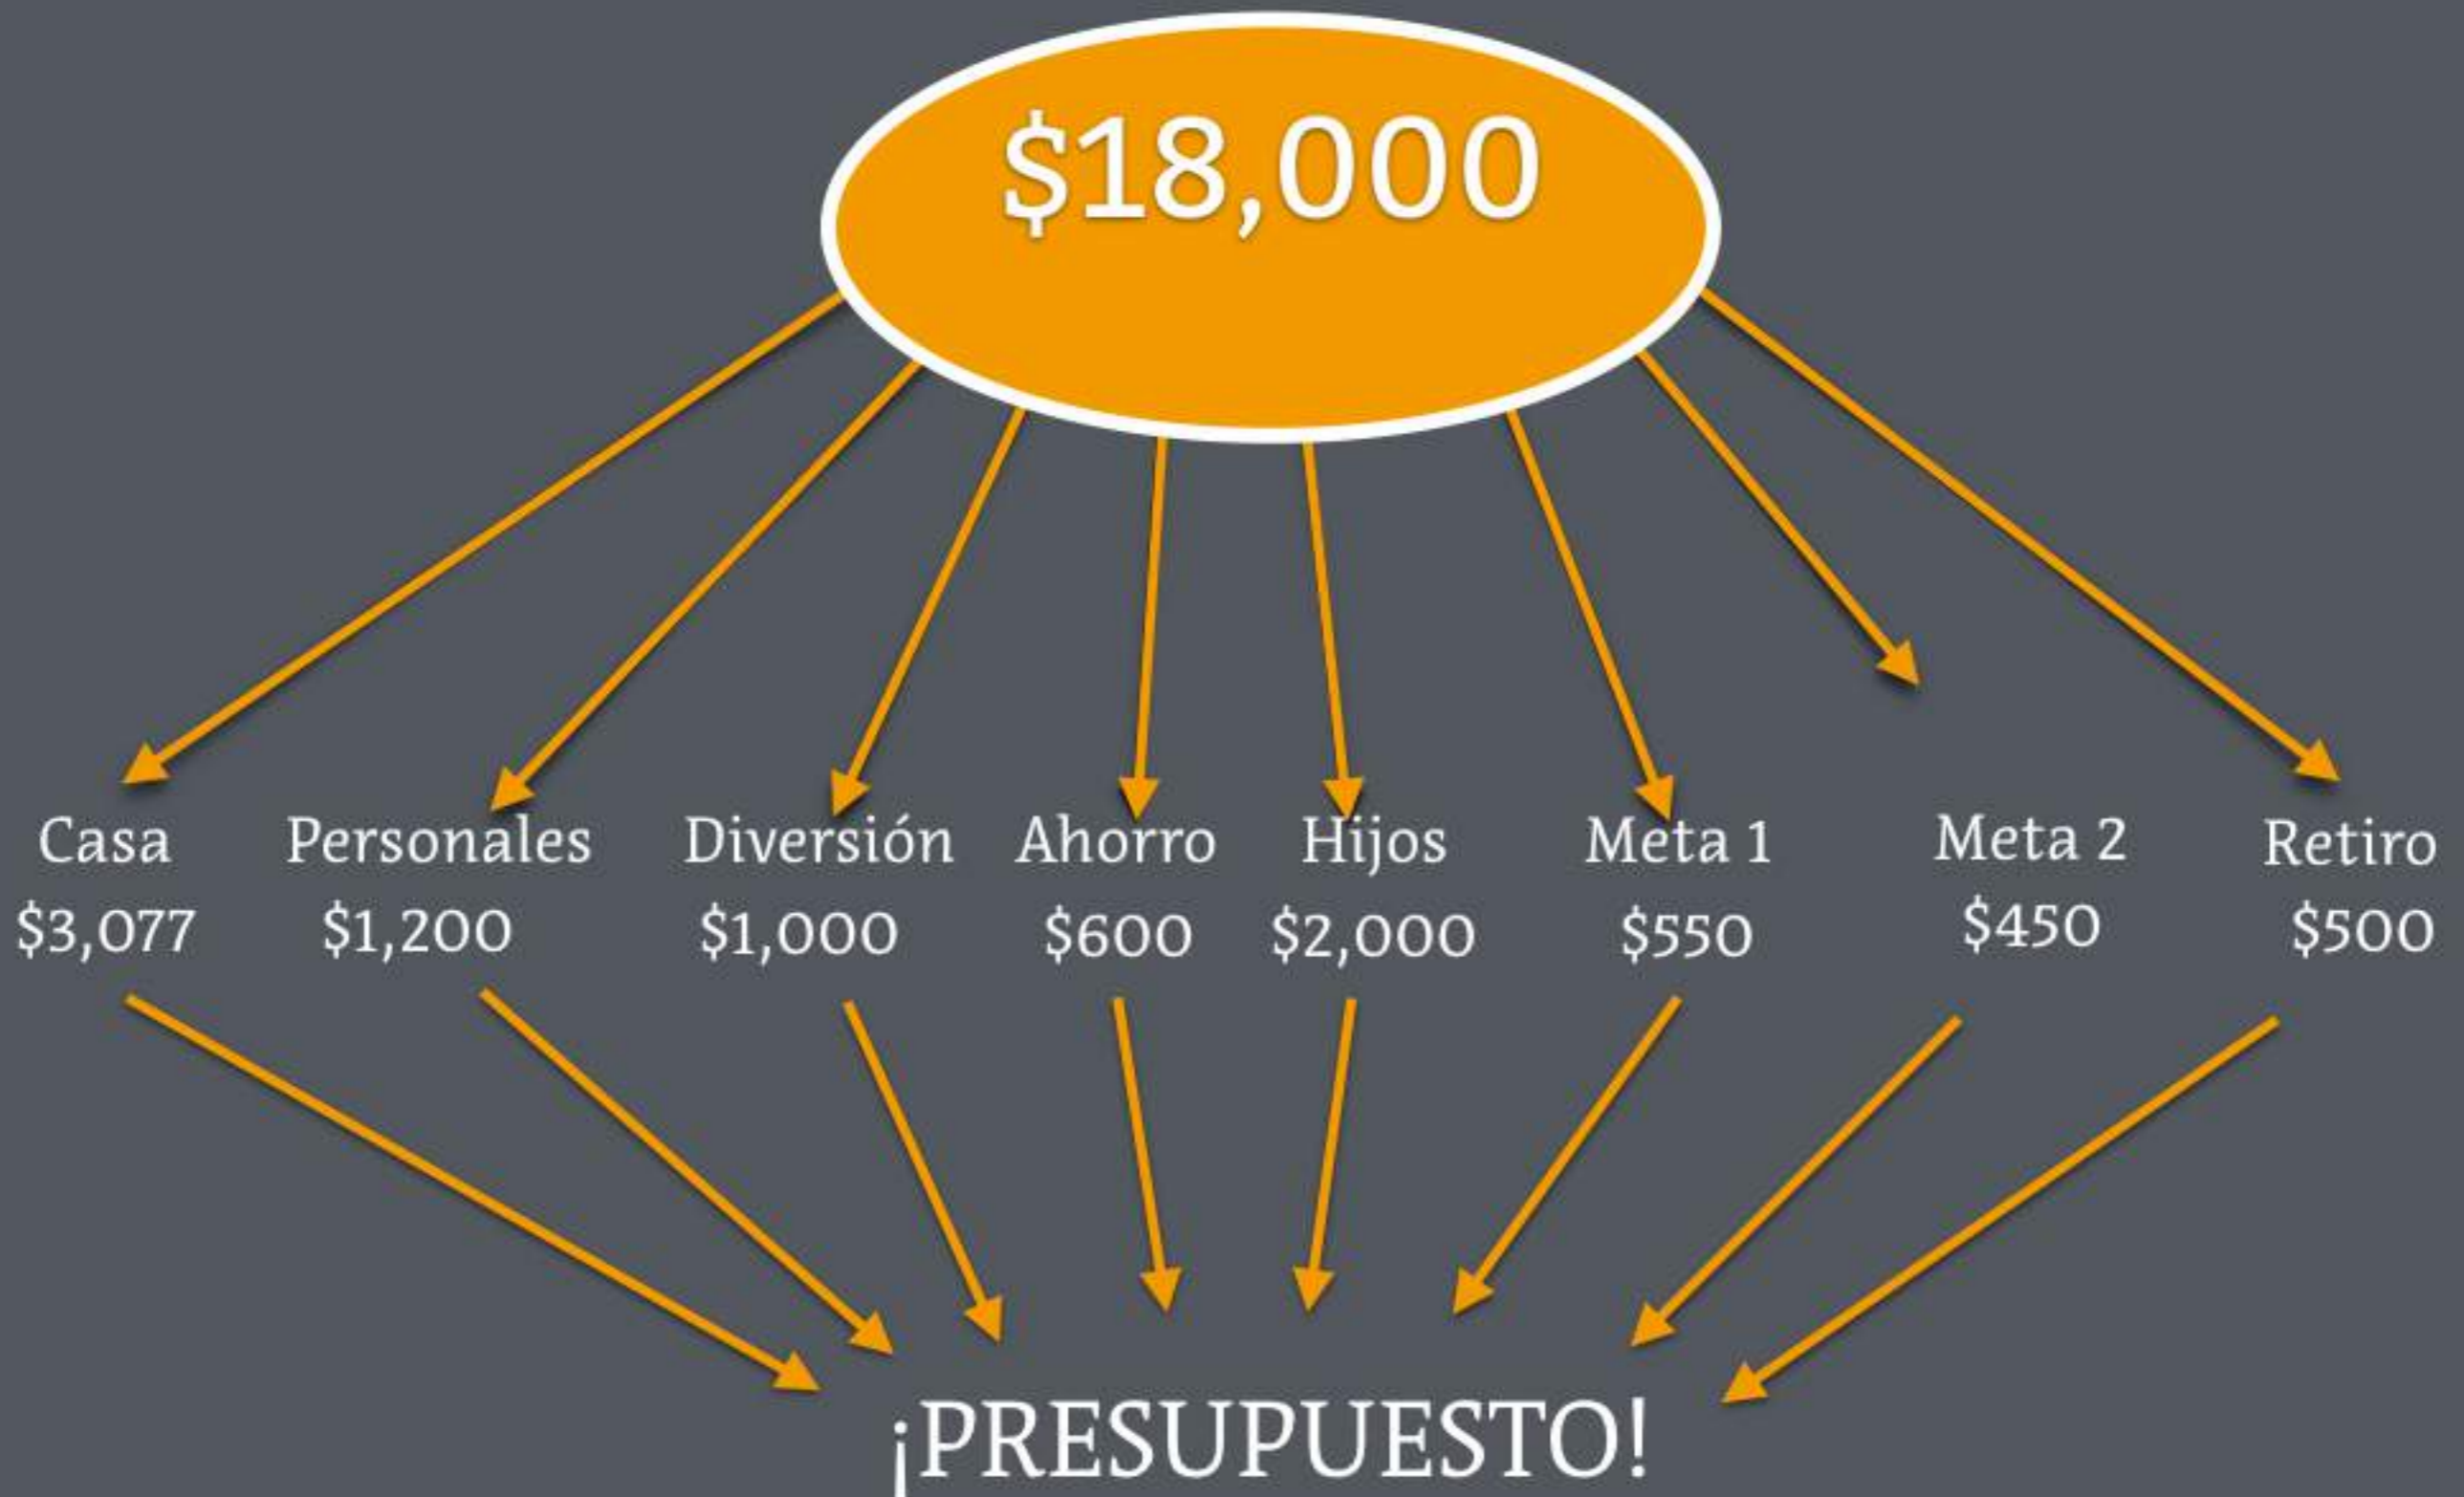 $18,000
Casa
$3,077
Personales
$1,200
Diversión
$1,000
Ahorro
$600
Hijos
$2,000
Meta 1
$550
Meta 2
$450
Retiro
$500
¡PRESUPUESTO!